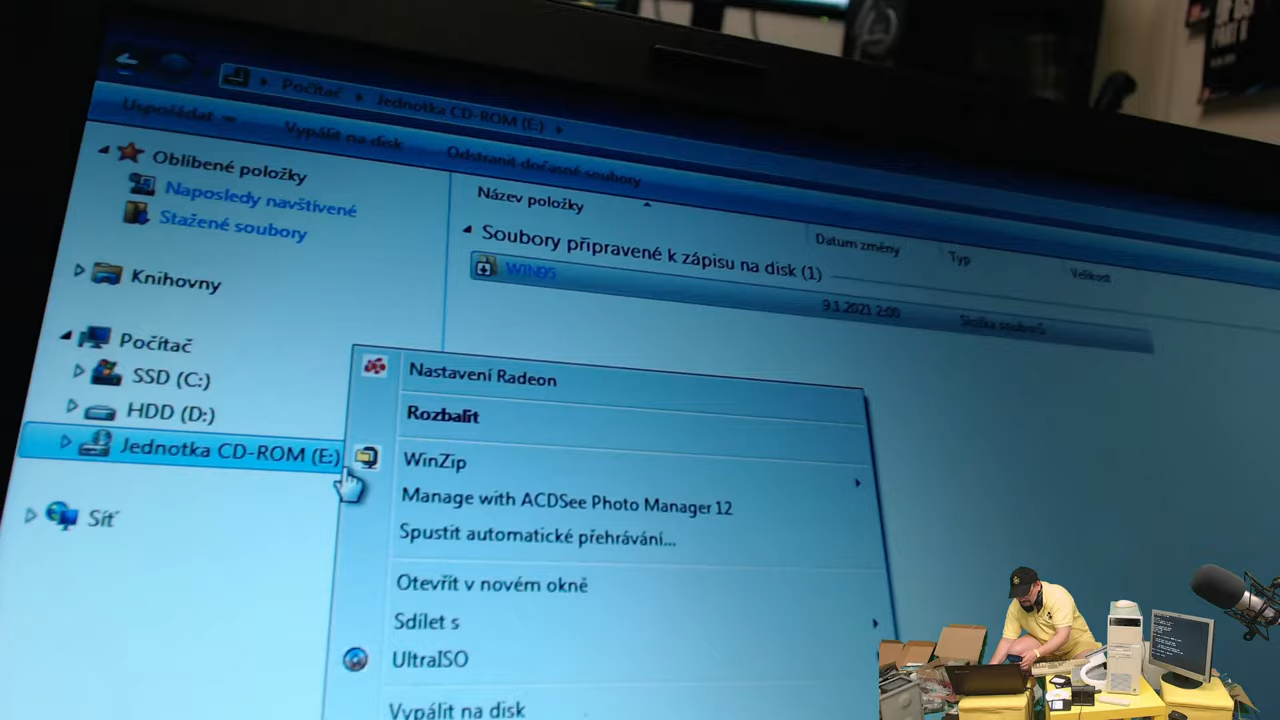 Počítač ▸ Jednotka CD-ROM (E:) ▸
Uspořádat
Vypálit na disk
Odstranit dočasné soubory
Oblíbené položky
Naposledy navštívené
Stažené soubory
Knihovny
Počítač
SSD (C:)
HDD (D:)
Jednotka CD-ROM (E:)
Síť
Název položky
Datum změny
Typ
Velikost
Soubory připravené k zápisu na disk (1)
WIN95
9.1.2021 2:00
Složka souborů
Nastavení Radeon
Rozbalit
WinZip
Manage with ACDSee Photo Manager 12
Spustit automatické přehrávání...
Otevřít v novém okně
Sdílet s
UltraISO
Vypálit na disk